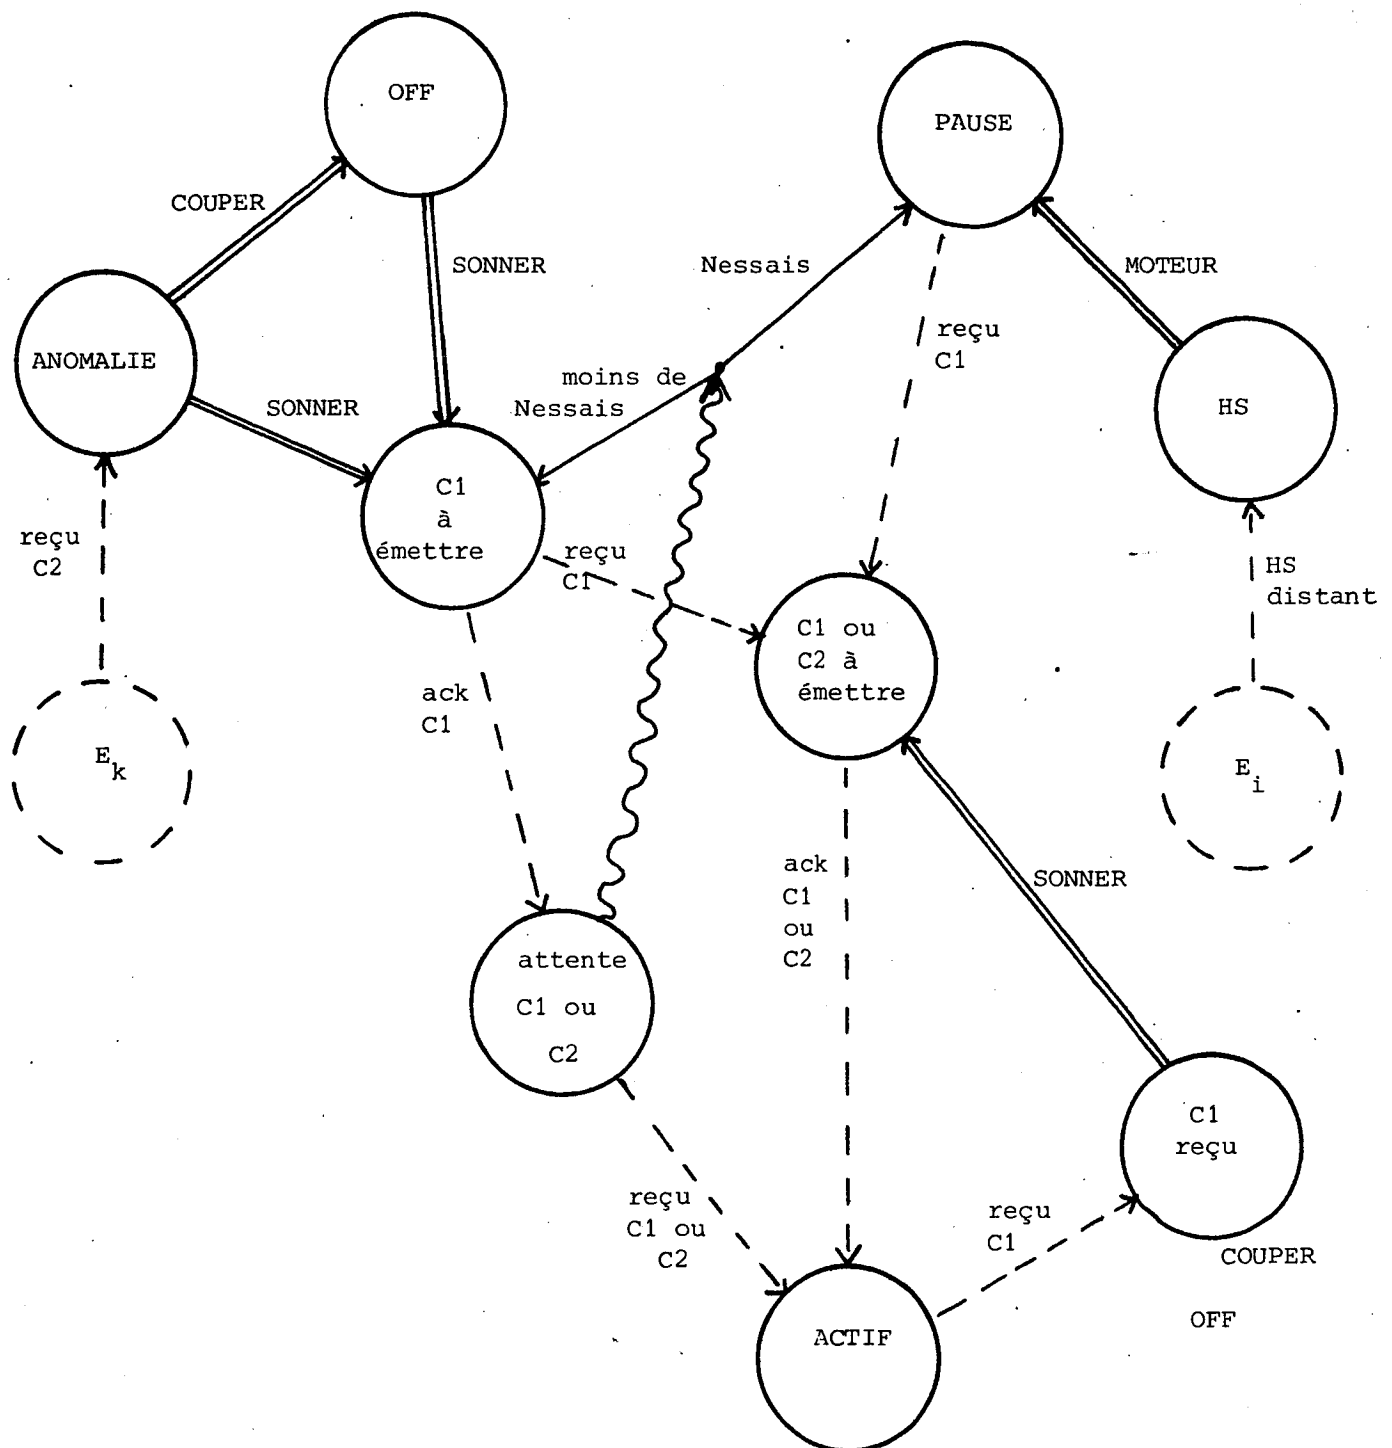 OFF
PAUSE
COUPER
SONNER
Nessais
MOTEUR
ANOMALIE
reçu
C1
moins de
Nessais
SONNER
HS
C1
à
émettre
reçu
C2
reçu
C1
HS
distant
C1 ou
C2 à
émettre
ack
C1
E
k
E
i
ack
C1
ou
C2
SONNER
attente
C1 ou
C2
C1
reçu
reçu
C1 ou
C2
reçu
C1
COUPER
OFF
ACTIF